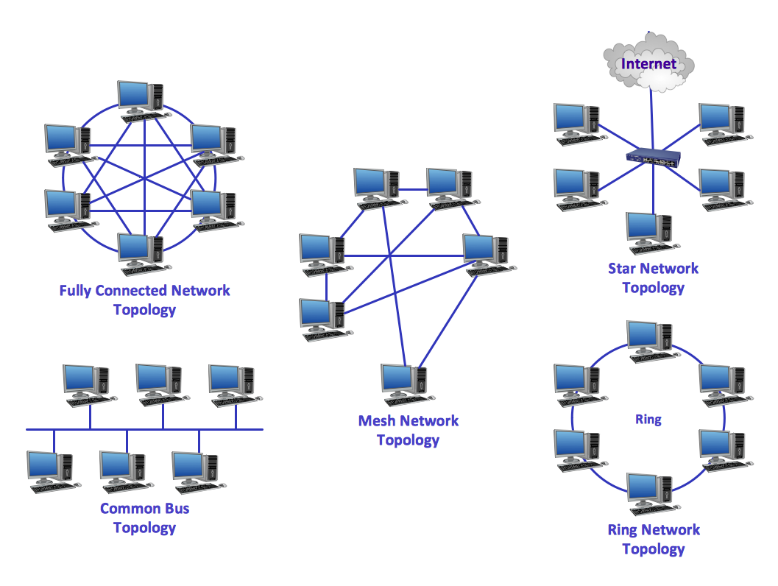 Internet
Fully Connected Network
Topology
Star Network
Topology
Mesh Network
Topology
Ring
Common Bus
Topology
Ring Network
Topology